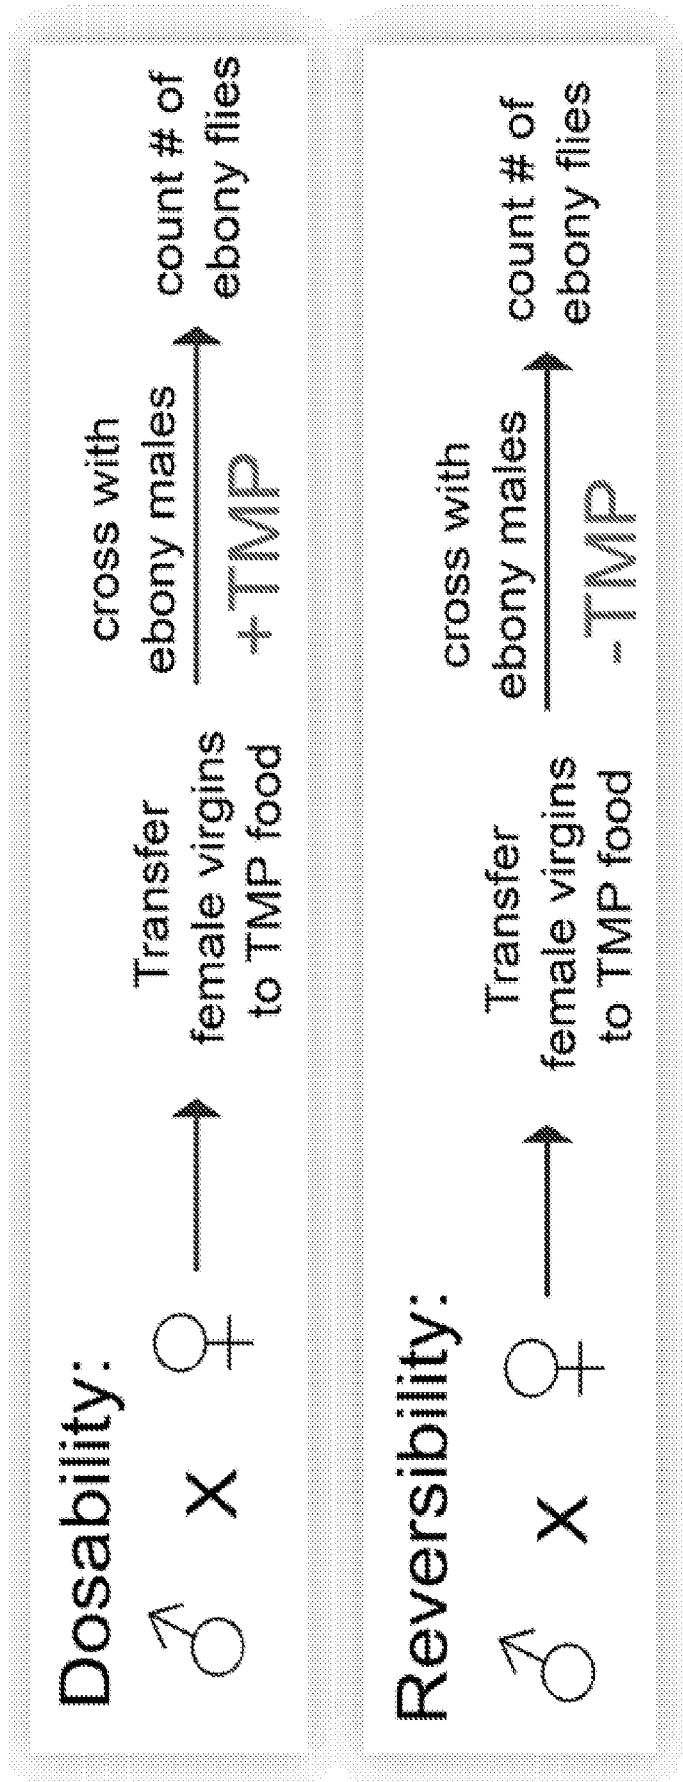 Dosability:
X
Transfer
female virgins
to TMP food
cross with
ebony males
+ TMP
count # of
ebony flies
Reversibility:
X
Transfer
female virgins
to TMP food
cross with
ebony males
- TMP
count # of
ebony flies